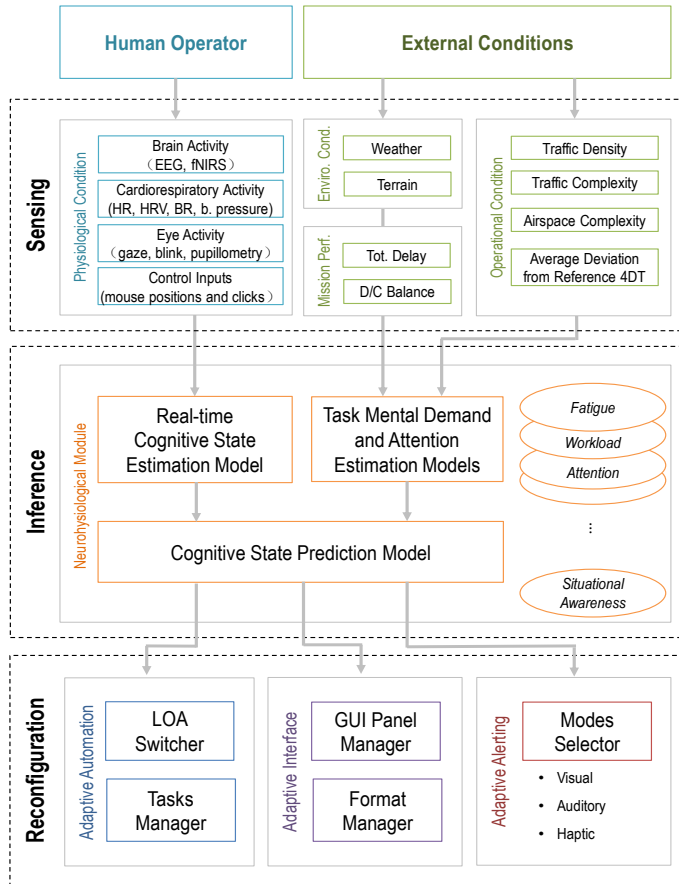 Human Operator
External Conditions
Sensing
Physiological Condition
Brain Activity
（EEG, fNIRS）
Cardiorespiratory Activity
(HR, HRV, BR, b. pressure)
Eye Activity
（gaze, blink, pupillometry）
Control Inputs
(mouse positions and clicks）
Enviro. Cond.
Weather
Terrain
Mission Perf.
Tot. Delay
D/C Balance
Operational Condition
Traffic Density
Traffic Complexity
Airspace Complexity
Average Deviation
from Reference 4DT
Inference
Neurohysiological Module
Real-time
Cognitive State
Estimation Model
Task Mental Demand
and Attention
Estimation Models
Cognitive State Prediction Model
Fatigue
Workload
Attention
...
Situational
Awareness
Reconfiguration
Adaptive Automation
LOA
Switcher
Tasks
Manager
Adaptive Interface
GUI Panel
Manager
Format
Manager
Adaptive Alerting
Modes
Selector
• Visual
• Auditory
• Haptic